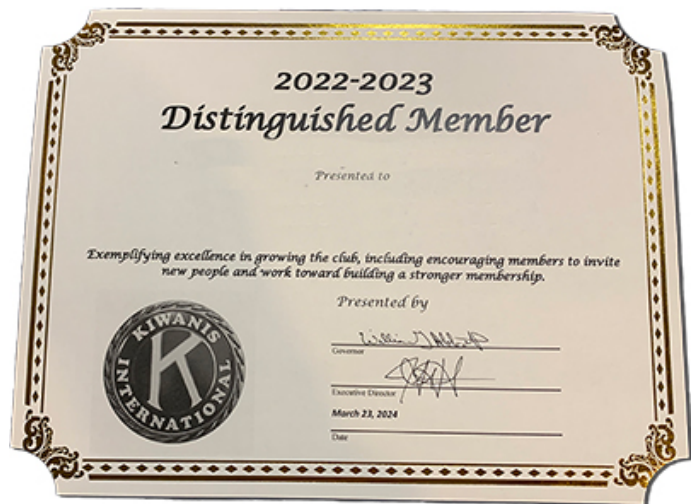 2022-2023
Distinguished Member
Presented to
Exemplifying excellence in growing the club, including encouraging members to invite
new people and work toward building a stronger membership.
Presented by
Governor
Executive Director
March 23, 2024
Date
KIWANIS
K
INTERNATIONAL